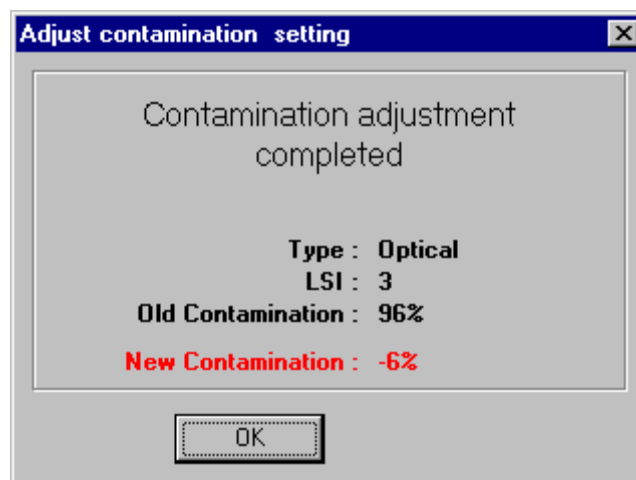 Adjust contamination setting
Contamination adjustment
completed
Type : Optical
LSI : 3
Old Contamination : 96%
New Contamination : -6%
OK